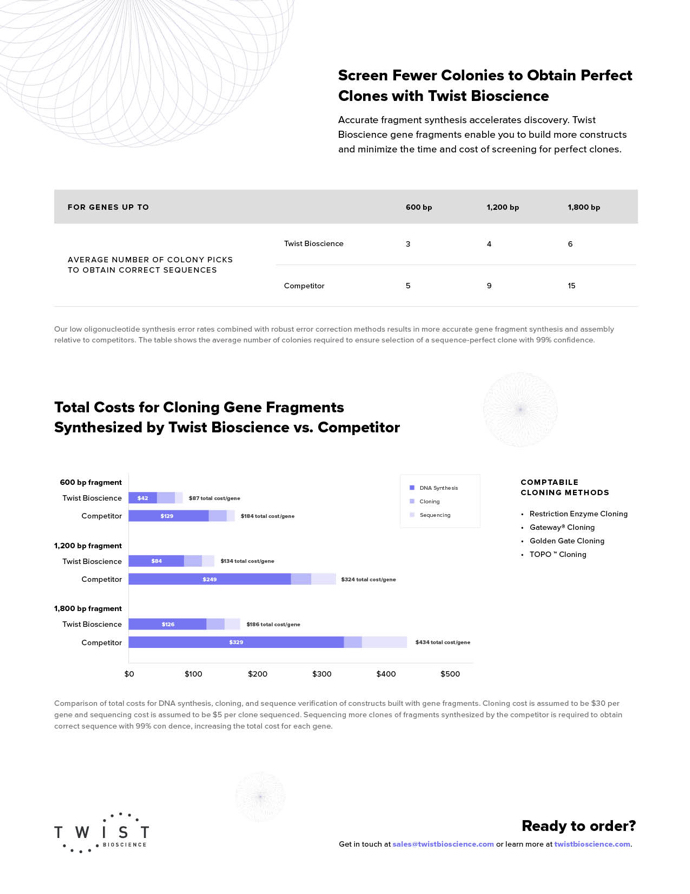 Screen Fewer Colonies to Obtain Perfect
Clones with Twist Bioscience
Accurate fragment synthesis accelerates discovery. Twist
Bioscience gene fragments enable you to build more constructs
and minimize the time and cost of screening for perfect clones.
FOR GENES UP TO 600 bp 1,200 bp 1,800 bp
AVERAGE NUMBER OF COLONY PICKS
TO OBTAIN CORRECT SEQUENCES
Twist Bioscience 3 4 6
Competitor 5 9 15
Our low oligonucleotide synthesis error rates combined with robust error correction methods results in more accurate gene fragment synthesis and assembly
relative to competitors. The table shows the average number of colonies required to ensure selection of a sequence-perfect clone with 99% confidence.
Total Costs for Cloning Gene Fragments
Synthesized by Twist Bioscience vs. Competitor
600 bp fragment
Twist Bioscience $42 $87 total cost/gene
Competitor $129 $184 total cost/gene
1,200 bp fragment
Twist Bioscience $84 $134 total cost/gene
Competitor $249 $324 total cost/gene
1,800 bp fragment
Twist Bioscience $126 $186 total cost/gene
Competitor $329 $434 total cost/gene
$0 $100 $200 $300 $400 $500
DNA Synthesis
Cloning
Sequencing
COMPTABILE
CLONING METHODS
• Restriction Enzyme Cloning
• Gateway® Cloning
• Golden Gate Cloning
• TOPO ™ Cloning
Comparison of total costs for DNA synthesis, cloning, and sequence verification of constructs built with gene fragments. Cloning cost is assumed to be $30 per
gene and sequencing cost is assumed to be $5 per clone sequenced. Sequencing more clones of fragments synthesized by the competitor is required to obtain
correct sequence with 99% con dence, increasing the total cost for each gene.
TWIST
BIOSCIENCE
Ready to order?
Get in touch at sales@twistbioscience.com or learn more at twistbioscience.com.